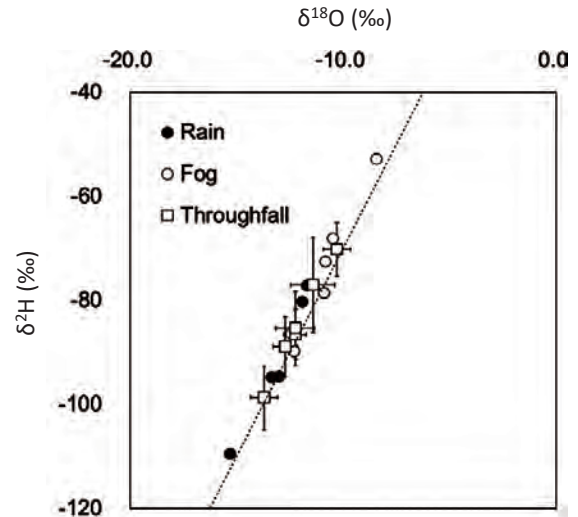 δ¹⁸O (‰)
-20.0 -10.0 0.0
-40
Rain
Fog
-60
Throughfall
δ²H (‰)
-80
-100
-120